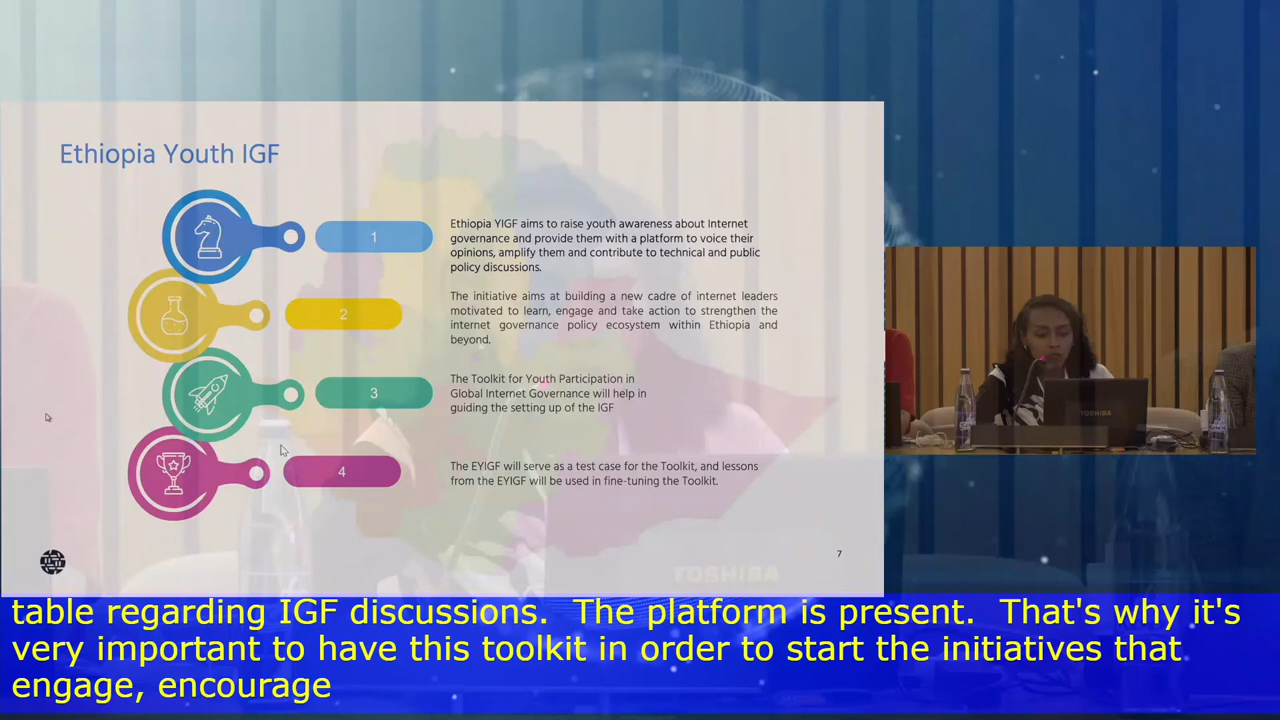 Ethiopia Youth IGF
1
Ethiopia YIGF aims to raise youth awareness about Internet
governance and provide them with a platform to voice their
opinions, amplify them and contribute to technical and public
policy discussions.
2
The initiative aims at building a new cadre of internet leaders
motivated to learn, engage and take action to strengthen the
internet governance policy ecosystem within Ethiopia and
beyond.
3
The Toolkit for Youth Participation in
Global Internet Governance will help in
guiding the setting up of the IGF
4
The EYIGF will serve as a test case for the Toolkit, and lessons
from the EYIGF will be used in fine-tuning the Toolkit.
7
TOSHIBA
TOSHIBA
table regarding IGF discussions.  The platform is present.  That's why it's
very important to have this toolkit in order to start the initiatives that
engage, encourage